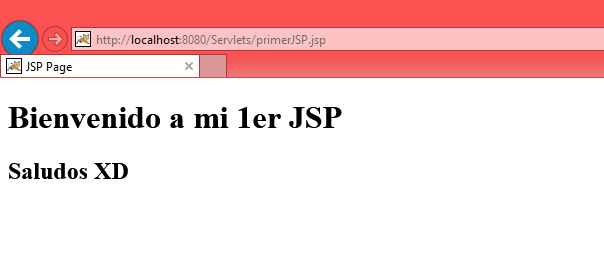 http://localhost:8080/Servlets/primerJSP.jsp
JSP Page
Bienvenido a mi 1er JSP
Saludos XD